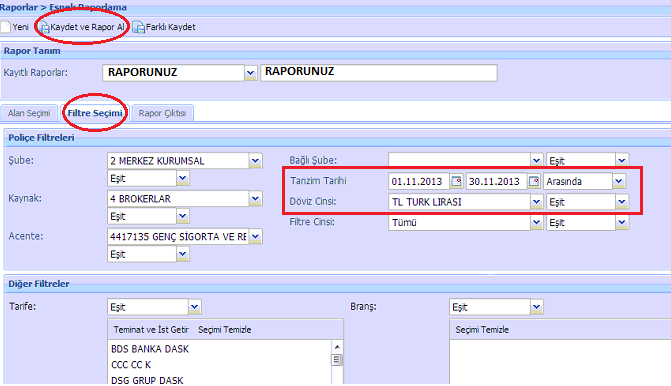 Raporlar > Esnek Raporlama
Yeni Kaydet ve Rapor Al Farklı Kaydet
Rapor Tanım
Kayıtlı Raporlar: RAPORUNUZ RAPORUNUZ
Alan Seçimi Filtre Seçimi Rapor Çıktısı
Poliçe Filtreleri
Şube: 2 MERKEZ KURUMSAL Bağlı Şube: Eşit
Eşit Tanzim Tarihi 01.11.2013 30.11.2013 Arasında
Kaynak: 4 BROKERLAR Döviz Cinsi: TL TURK LIRASI Eşit
Eşit Filtre Cinsi: Tümü Eşit
Acente: 4417135 GENÇ SİGORTA VE RE
Eşit
Diğer Filtreler
Tarife: Eşit Branş: Eşit
Teminat ve İst Getir Seçimi Temizle Seçimi Temizle
BDS BANKA DASK
CCC CC K
DSG GRUP DASK